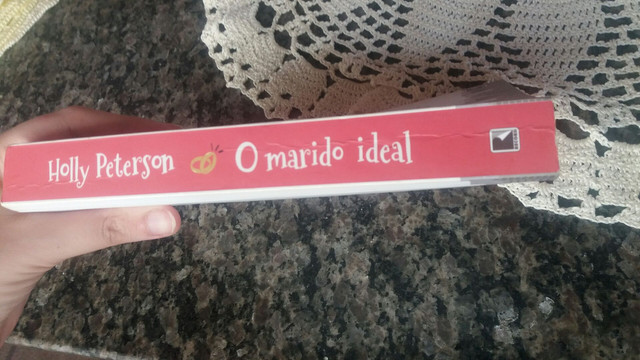 Holly Peterson O marido ideal